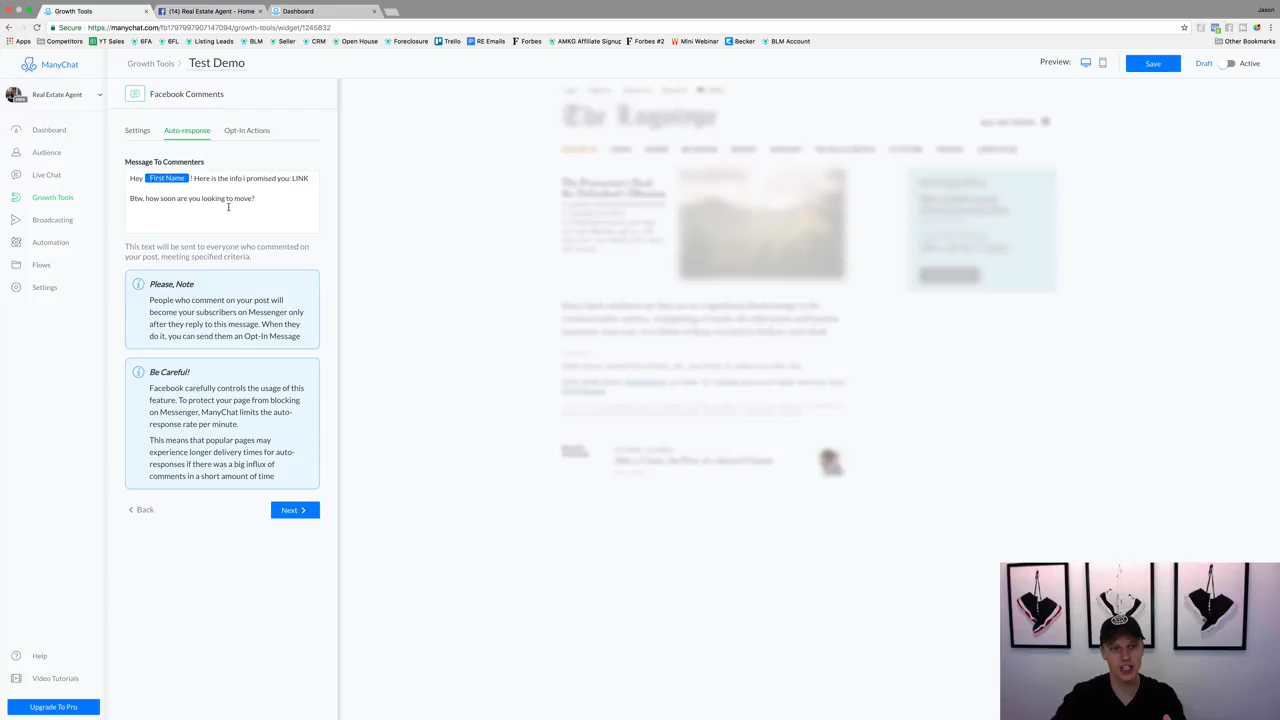 Growth Tools
(14) Real Estate Agent - Home
Dashboard
Jason
Secure
https://manychat.com/fb1797997907147094/growth-tools/widget/1245832
Apps
Competitors
YT Sales
6FA
6FL
Listing Leads
BLM
Seller
CRM
Open House
Foreclosure
Trello
RE Emails
Forbes
AMKG Affiliate Signup
Forbes #2
Mini Webinar
Becker
BLM Account
Other Bookmarks
ManyChat
Growth Tools
Test Demo
Preview:
Save
Draft
Active
Real Estate Agent
FREE
Dashboard
Audience
Live Chat
Growth Tools
Broadcasting
Automation
Flows
Settings
Help
Video Tutorials
Upgrade To Pro
Facebook Comments
Settings
Auto-response
Opt-In Actions
Message To Commenters
Hey First Name ! Here is the info i promised you: LINK
Btw, how soon are you looking to move?
This text will be sent to everyone who commented on
your post, meeting specified criteria.
Please, Note
People who comment on your post will
become your subscribers on Messenger only
after they reply to this message. When they
do it, you can send them an Opt-In Message
Be Careful!
Facebook carefully controls the usage of this
feature. To protect your page from blocking
on Messenger, ManyChat limits the auto-
response rate per minute.
This means that popular pages may
experience longer delivery times for auto-
responses if there was a big influx of
comments in a short amount of time
Back
Next